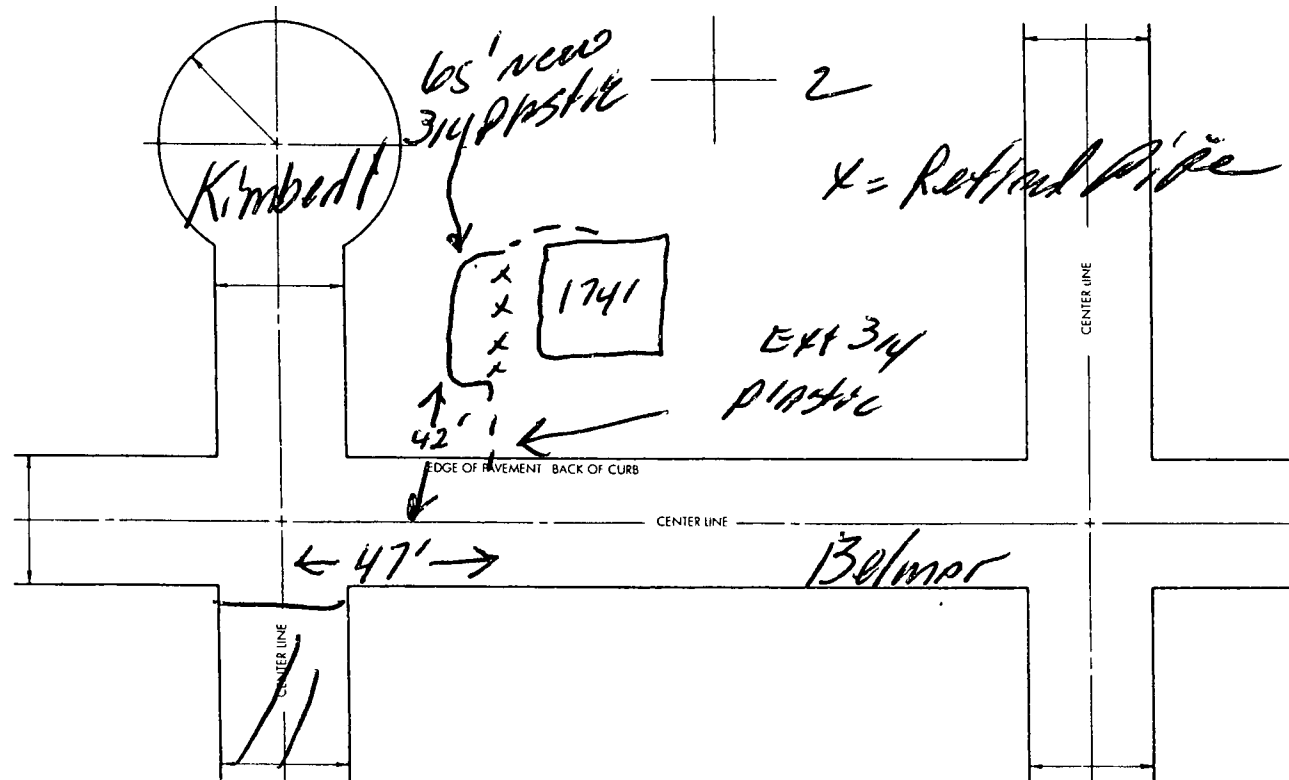 65' new
3/4 plastic
2
x = Retired Pipe
Kimberll
1741
x
x
x
x
Ext 3/4
plastic
42'
EDGE OF PAVEMENT BACK OF CURB
CENTER LINE
CENTER LINE
47'
Belmar
CENTER LINE